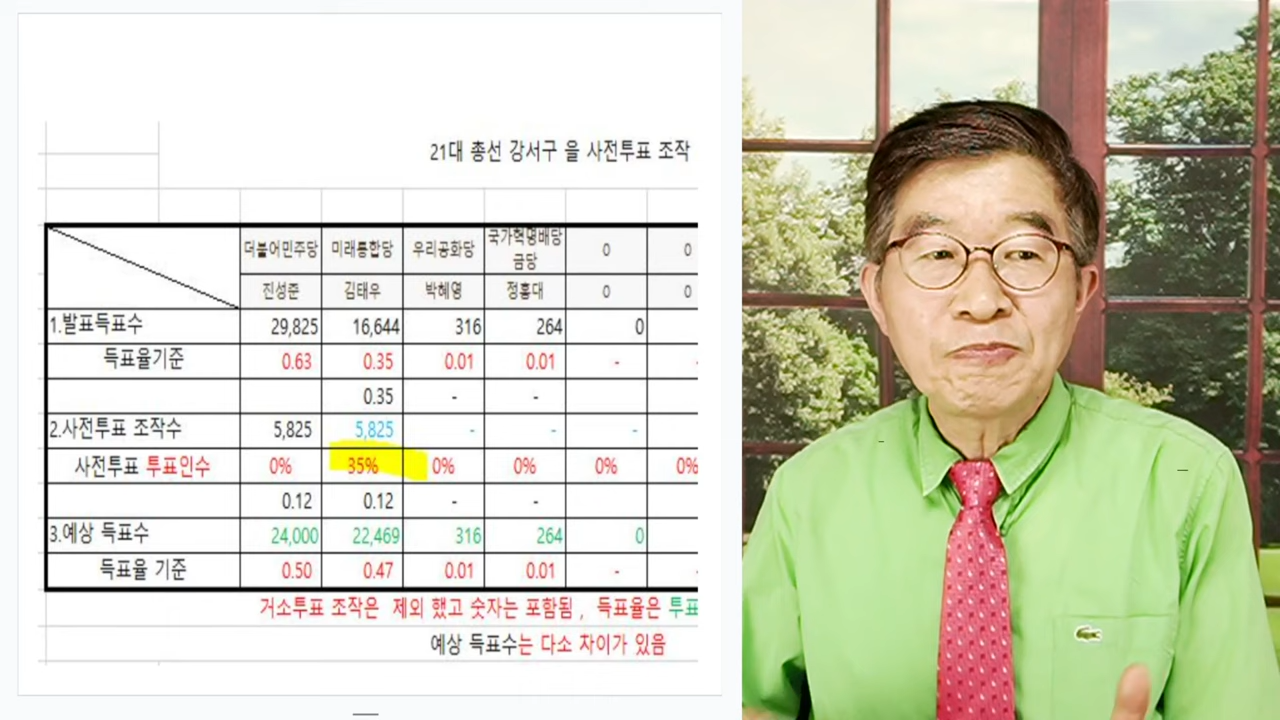 21대 총선 강서구 을 사전투표 조작
더불어민주당 미래통합당 우리공화당 국가혁명배당금당 0 0
진성준 김태우 박혜영 정홍대 0 0
1.발표득표수 29,825 16,644 316 264 0
득표율기준 0.63 0.35 0.01 0.01 - -
0.35 - -
2.사전투표 조작수 5,825 5,825 - - -
사전투표 투표인수 0% 35% 0% 0% 0% 0%
0.12 0.12 - -
3.예상 득표수 24,000 22,469 316 264 0
득표율 기준 0.50 0.47 0.01 0.01 - -
거소투표 조작은 제외 했고 숫자는 포함됨 , 득표율은 투표
예상 득표수는 다소 차이가 있음